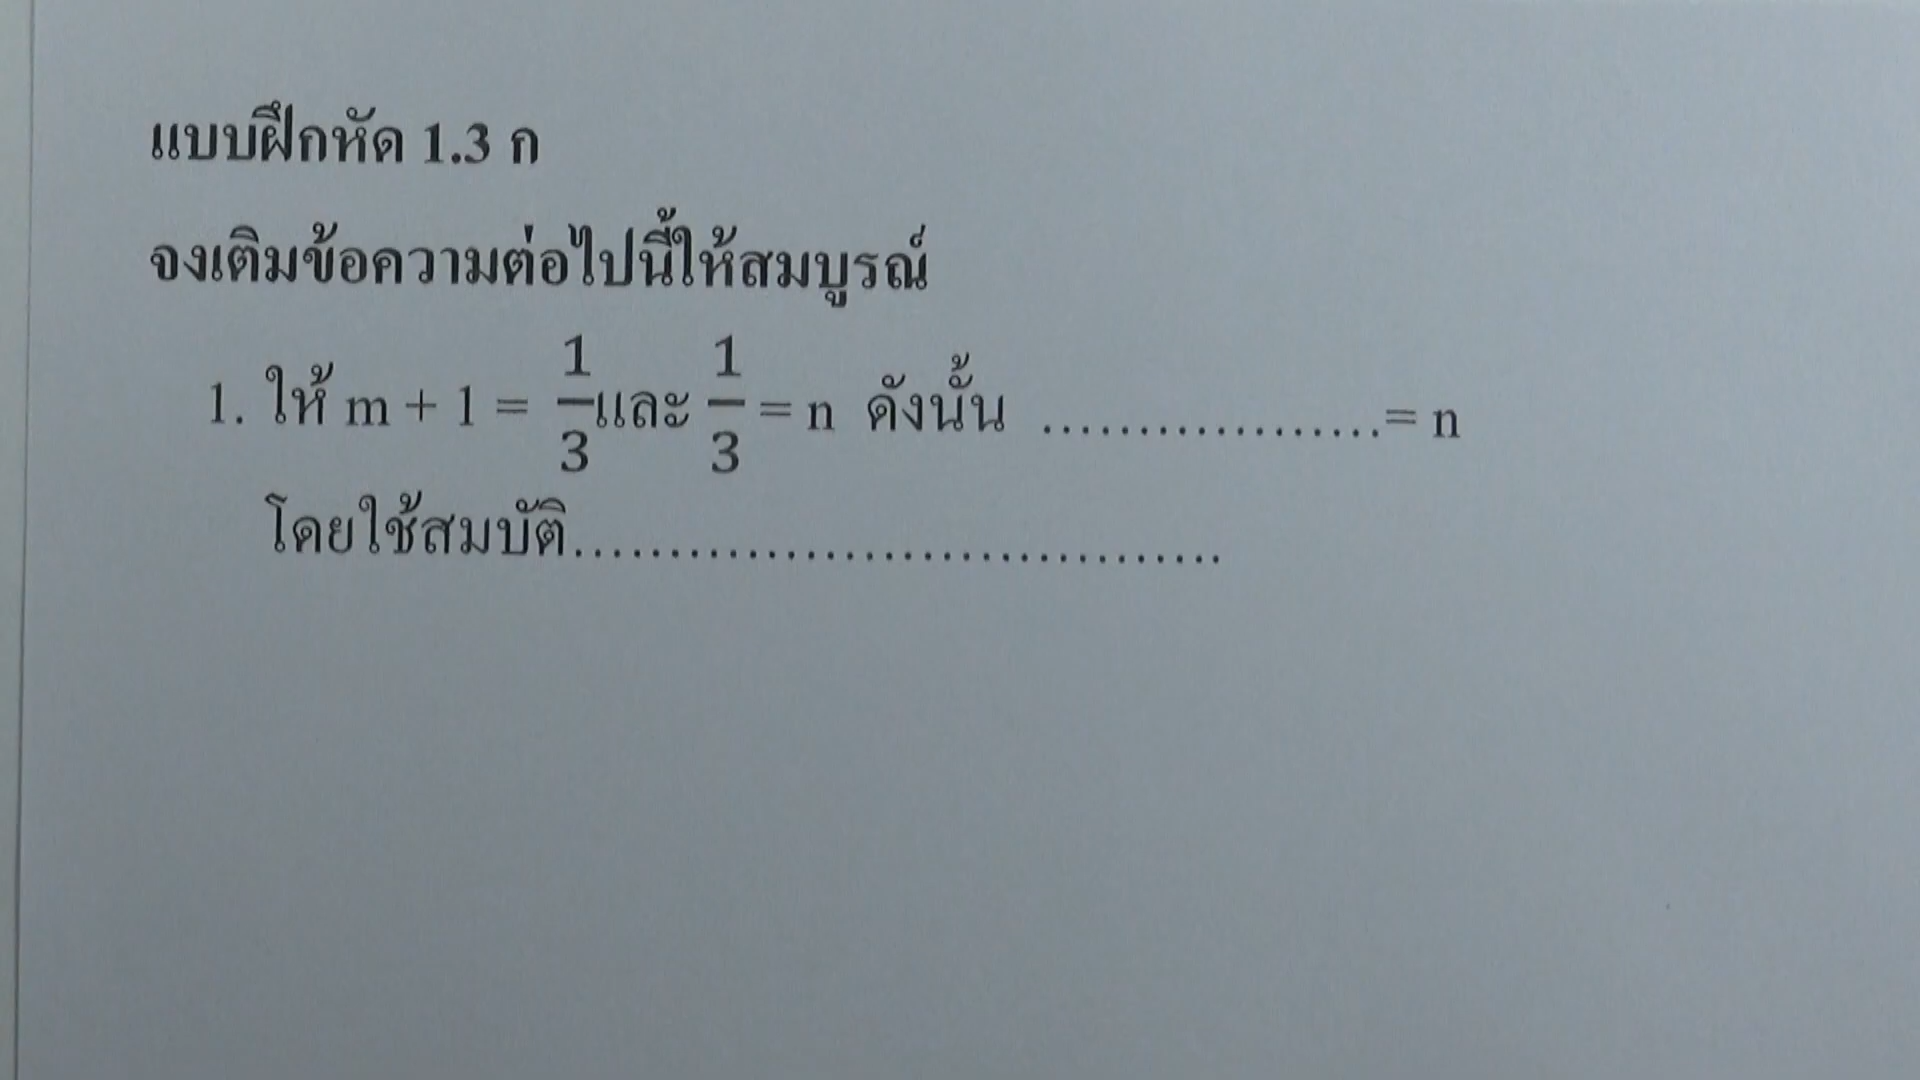 แบบฝึกหัด 1.3 ก
จงเติมข้อความต่อไปนี้ให้สมบูรณ์
1. ให้ m + 1 = 1/3 และ 1/3 = n ดังนั้น ..................= n
โดยใช้สมบัติ..................................